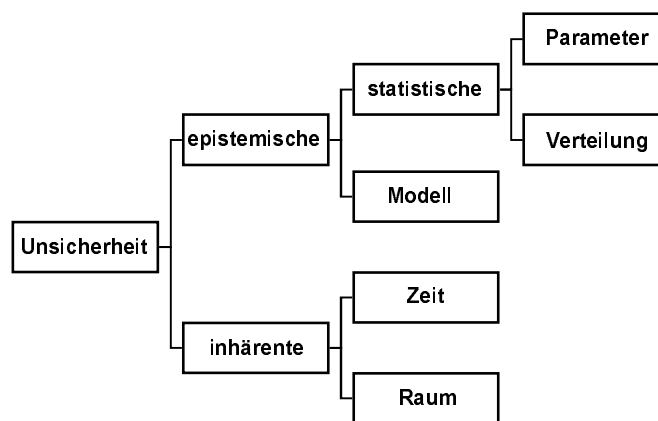 Parameter
statistische
epistemische
Verteilung
Modell
Unsicherheit
Zeit
inhärente
Raum